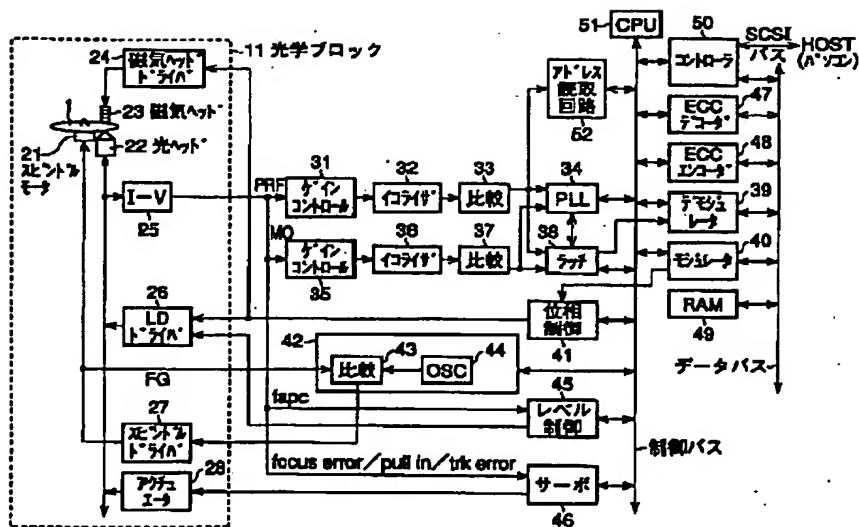 11 光学ブロック
24
磁気ヘッド
ドライバ
1
23 磁気ヘッド
21
22 光ヘッド
スピンドル
モータ
I-V
25
26
LD
ドライバ
FG
27
スピンドル
ドライバ
アクチュ
エータ
28
PRF
31
ゲイン
コントロール
32
イコライザ
33
比較
34
PLL
MO
ゲイン
コントロール
35
36
イコライザ
37
比較
38
ラッチ
位相
制御
41
42
43
比較
44
OSC
fapc
45
レベル
制御
focus error/pull in/trk error
サーボ
46
51
CPU
アドレス
読取
回路
52
50
コントローラ
SCSI
バス
HOST
(パソコン)
ECC
デコーダ
47
ECC
エンコーダ
48
デモジュ
レータ
39
モジュレータ
40
RAM
49
データバス
制御バス